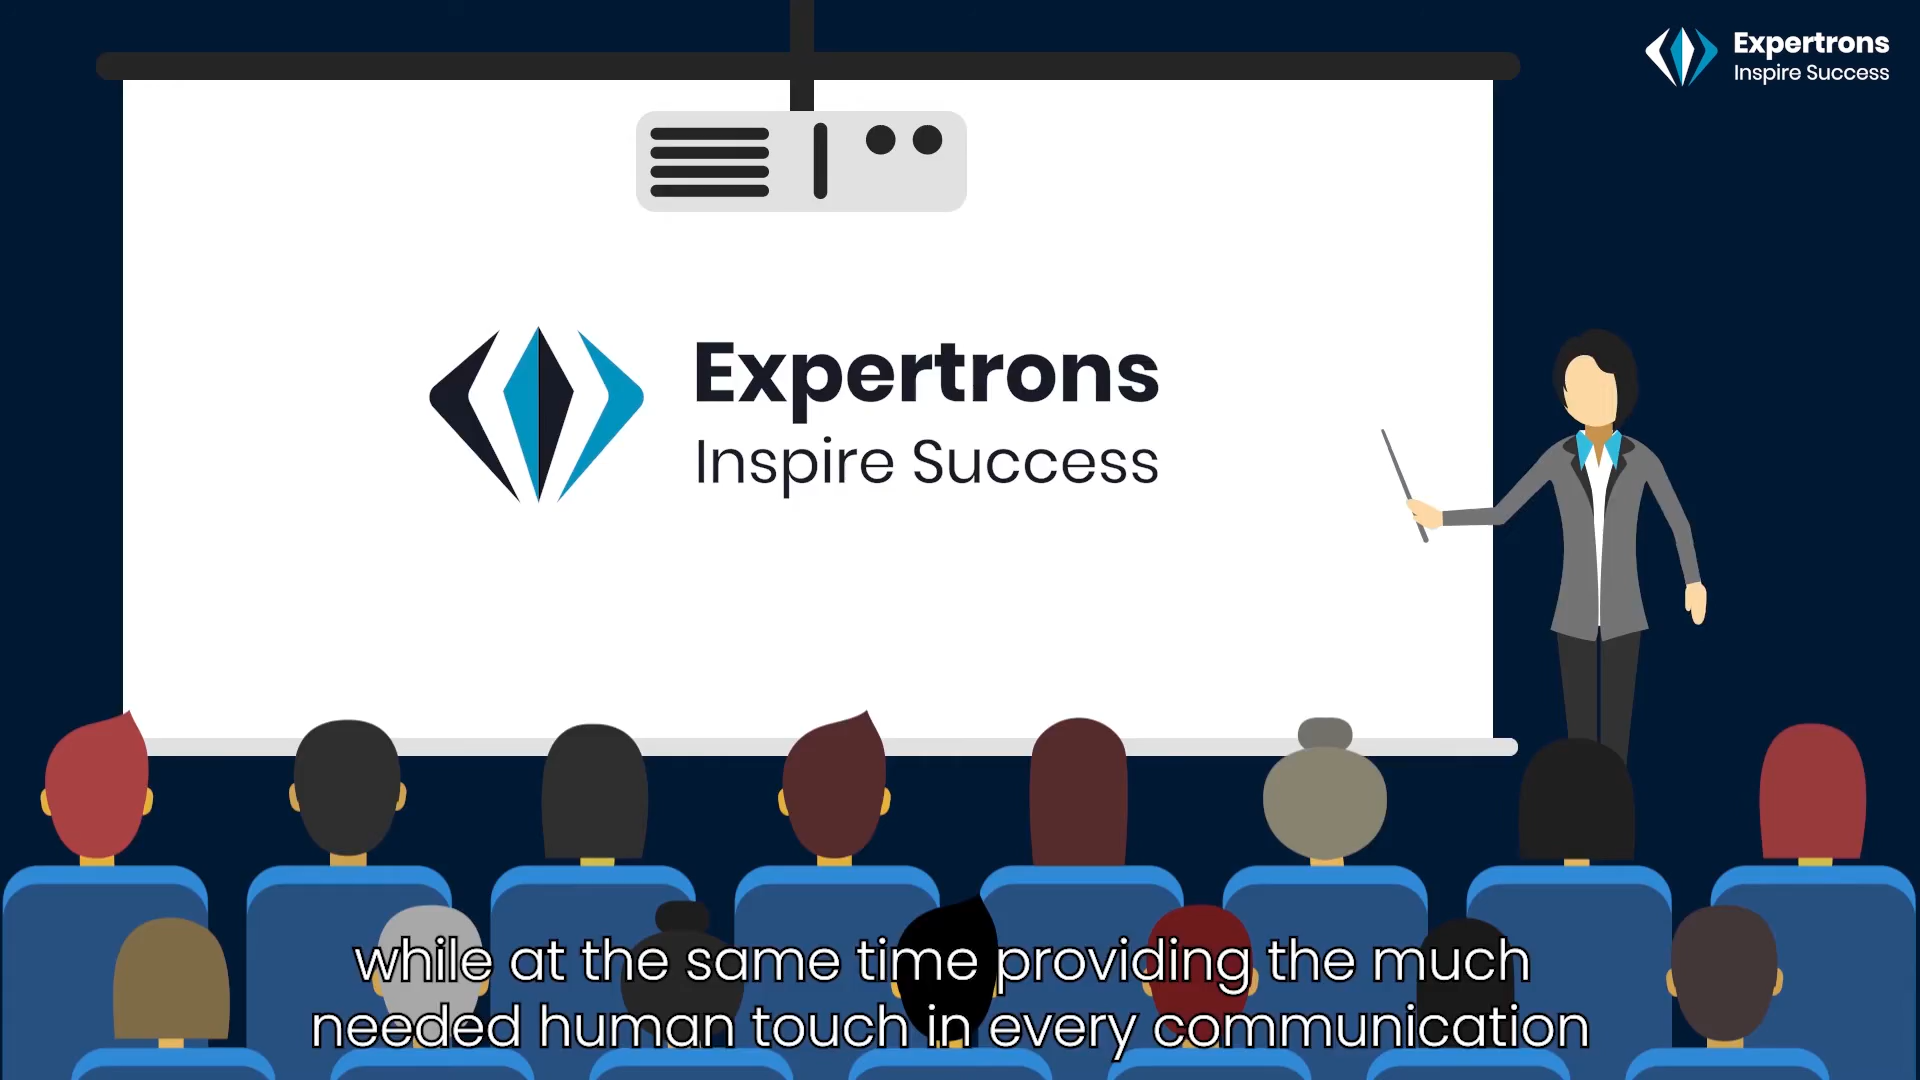 Expertrons
Inspire Success
Expertrons
Inspire Success
while at the same time providing the much
needed human touch in every communication